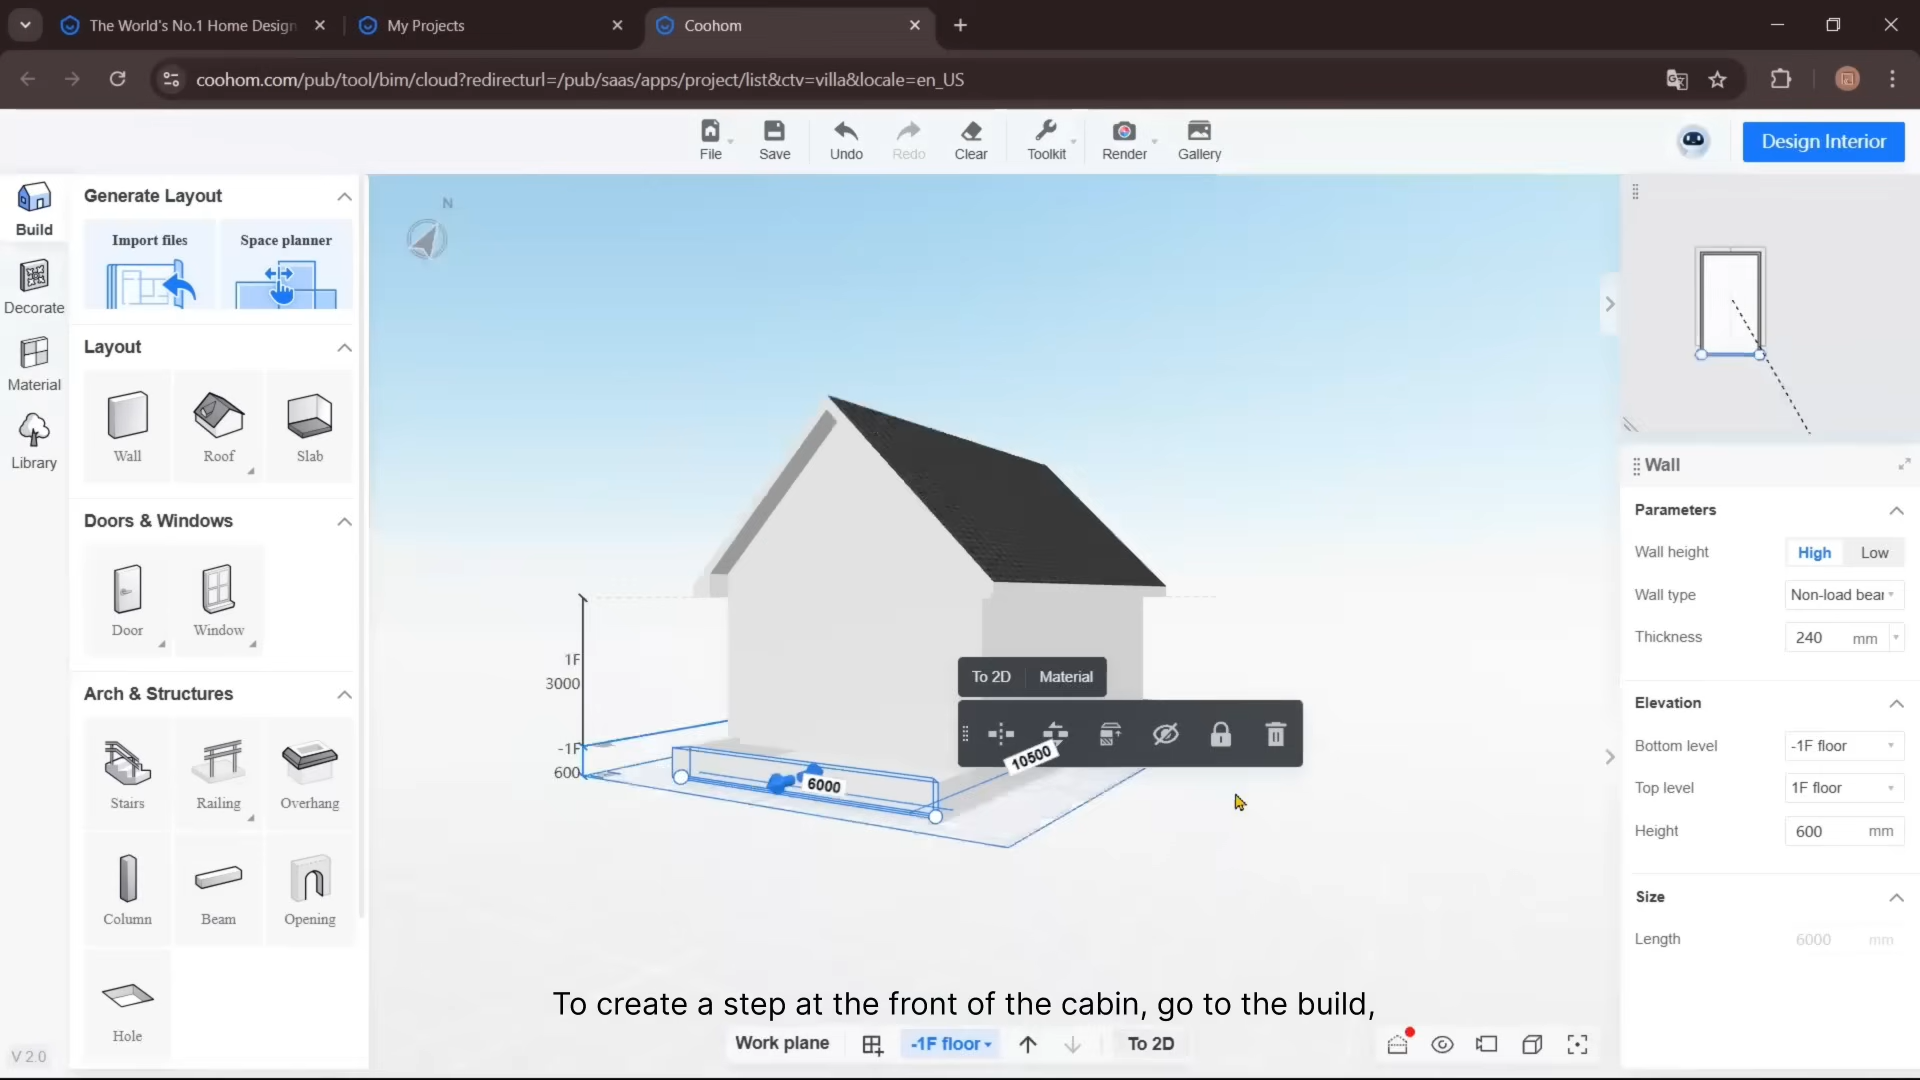 The World's No.1 Home Design
My Projects
Coohom
coohom.com/pub/tool/bim/cloud?redirecturl=/pub/saas/apps/project/list&ctv=villa&locale=en_US
File
Save
Undo
Redo
Clear
Toolkit
Render
Gallery
Design Interior
Build
Decorate
Material
Library
V 2.0
Generate Layout
Import files
Space planner
Layout
Wall
Roof
Slab
Doors & Windows
Door
Window
Arch & Structures
Stairs
Railing
Overhang
Column
Beam
Opening
Hole
N
1F
3000
-1F
600
6000
10500
To 2D
Material
To create a step at the front of the cabin, go to the build,
Work plane
-1F floor
To 2D
Wall
Parameters
Wall height
High
Low
Wall type
Non-load bear
Thickness
240 mm
Elevation
Bottom level
-1F floor
Top level
1F floor
Height
600 mm
Size
Length
6000 mm